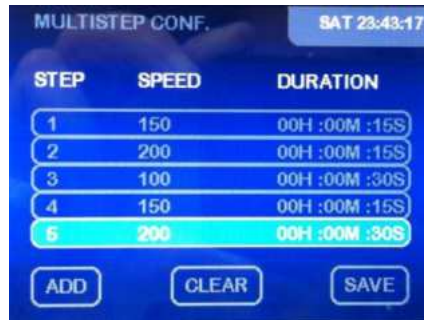 MULTISTEP CONF. SAT 23:43:17
STEP SPEED DURATION
1 150 00H :00M :15S
2 200 00H :00M :15S
3 100 00H :00M :30S
4 150 00H :00M :15S
5 200 00H :00M :30S
ADD CLEAR SAVE